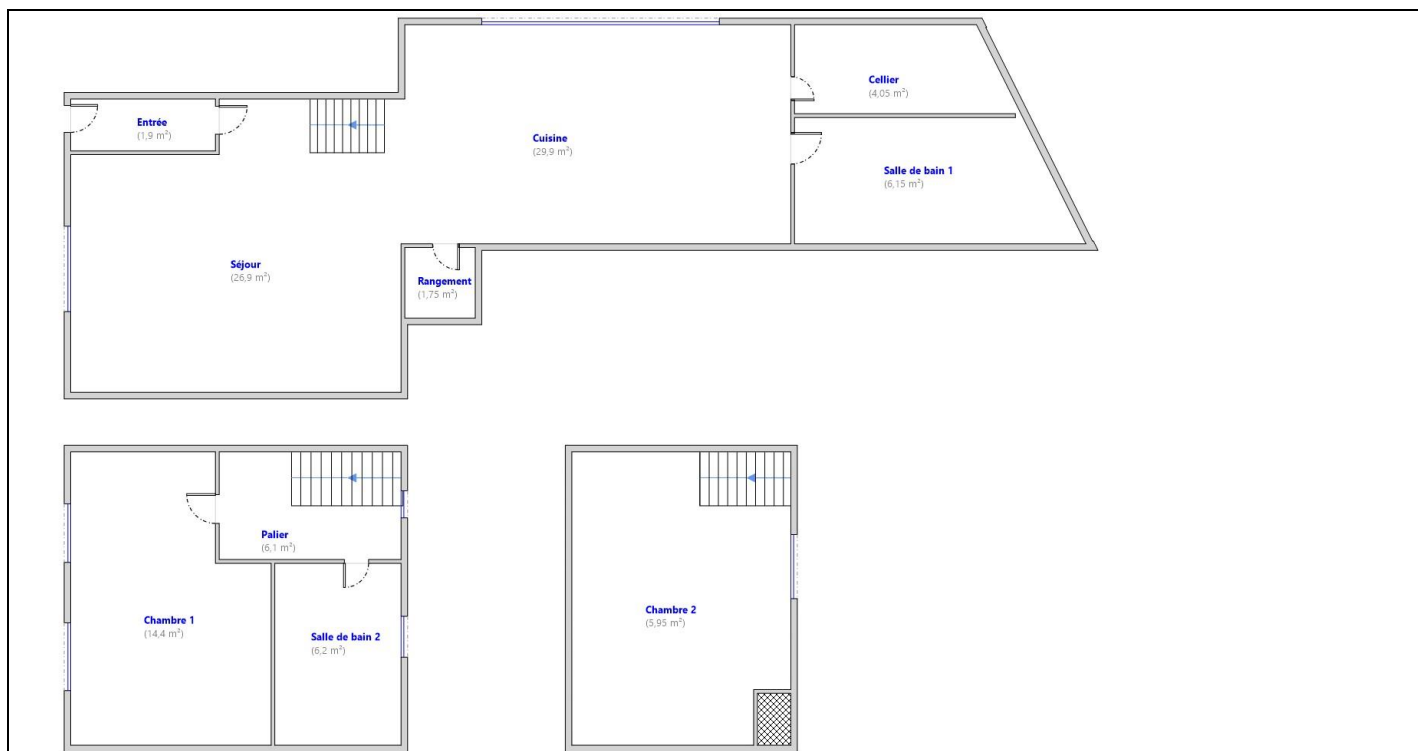 Cellier
(4,05 m²)
Entrée
(1,9 m²)
Cuisine
(29,9 m²)
Salle de bain 1
(6,15 m²)
Séjour
(26,9 m²)
Rangement
(1,75 m²)
Palier
(6,1 m²)
Chambre 1
(14,4 m²)
Salle de bain 2
(6,2 m²)
Chambre 2
(5,95 m²)